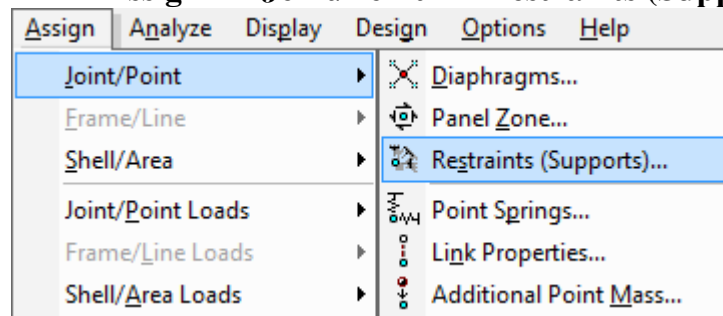 Assign Analyze Display Design Options Help
Joint/Point
Frame/Line
Shell/Area
Joint/Point Loads
Frame/Line Loads
Shell/Area Loads
Diaphragms...
Panel Zone...
Restraints (Supports)...
Point Springs...
Link Properties...
Additional Point Mass...